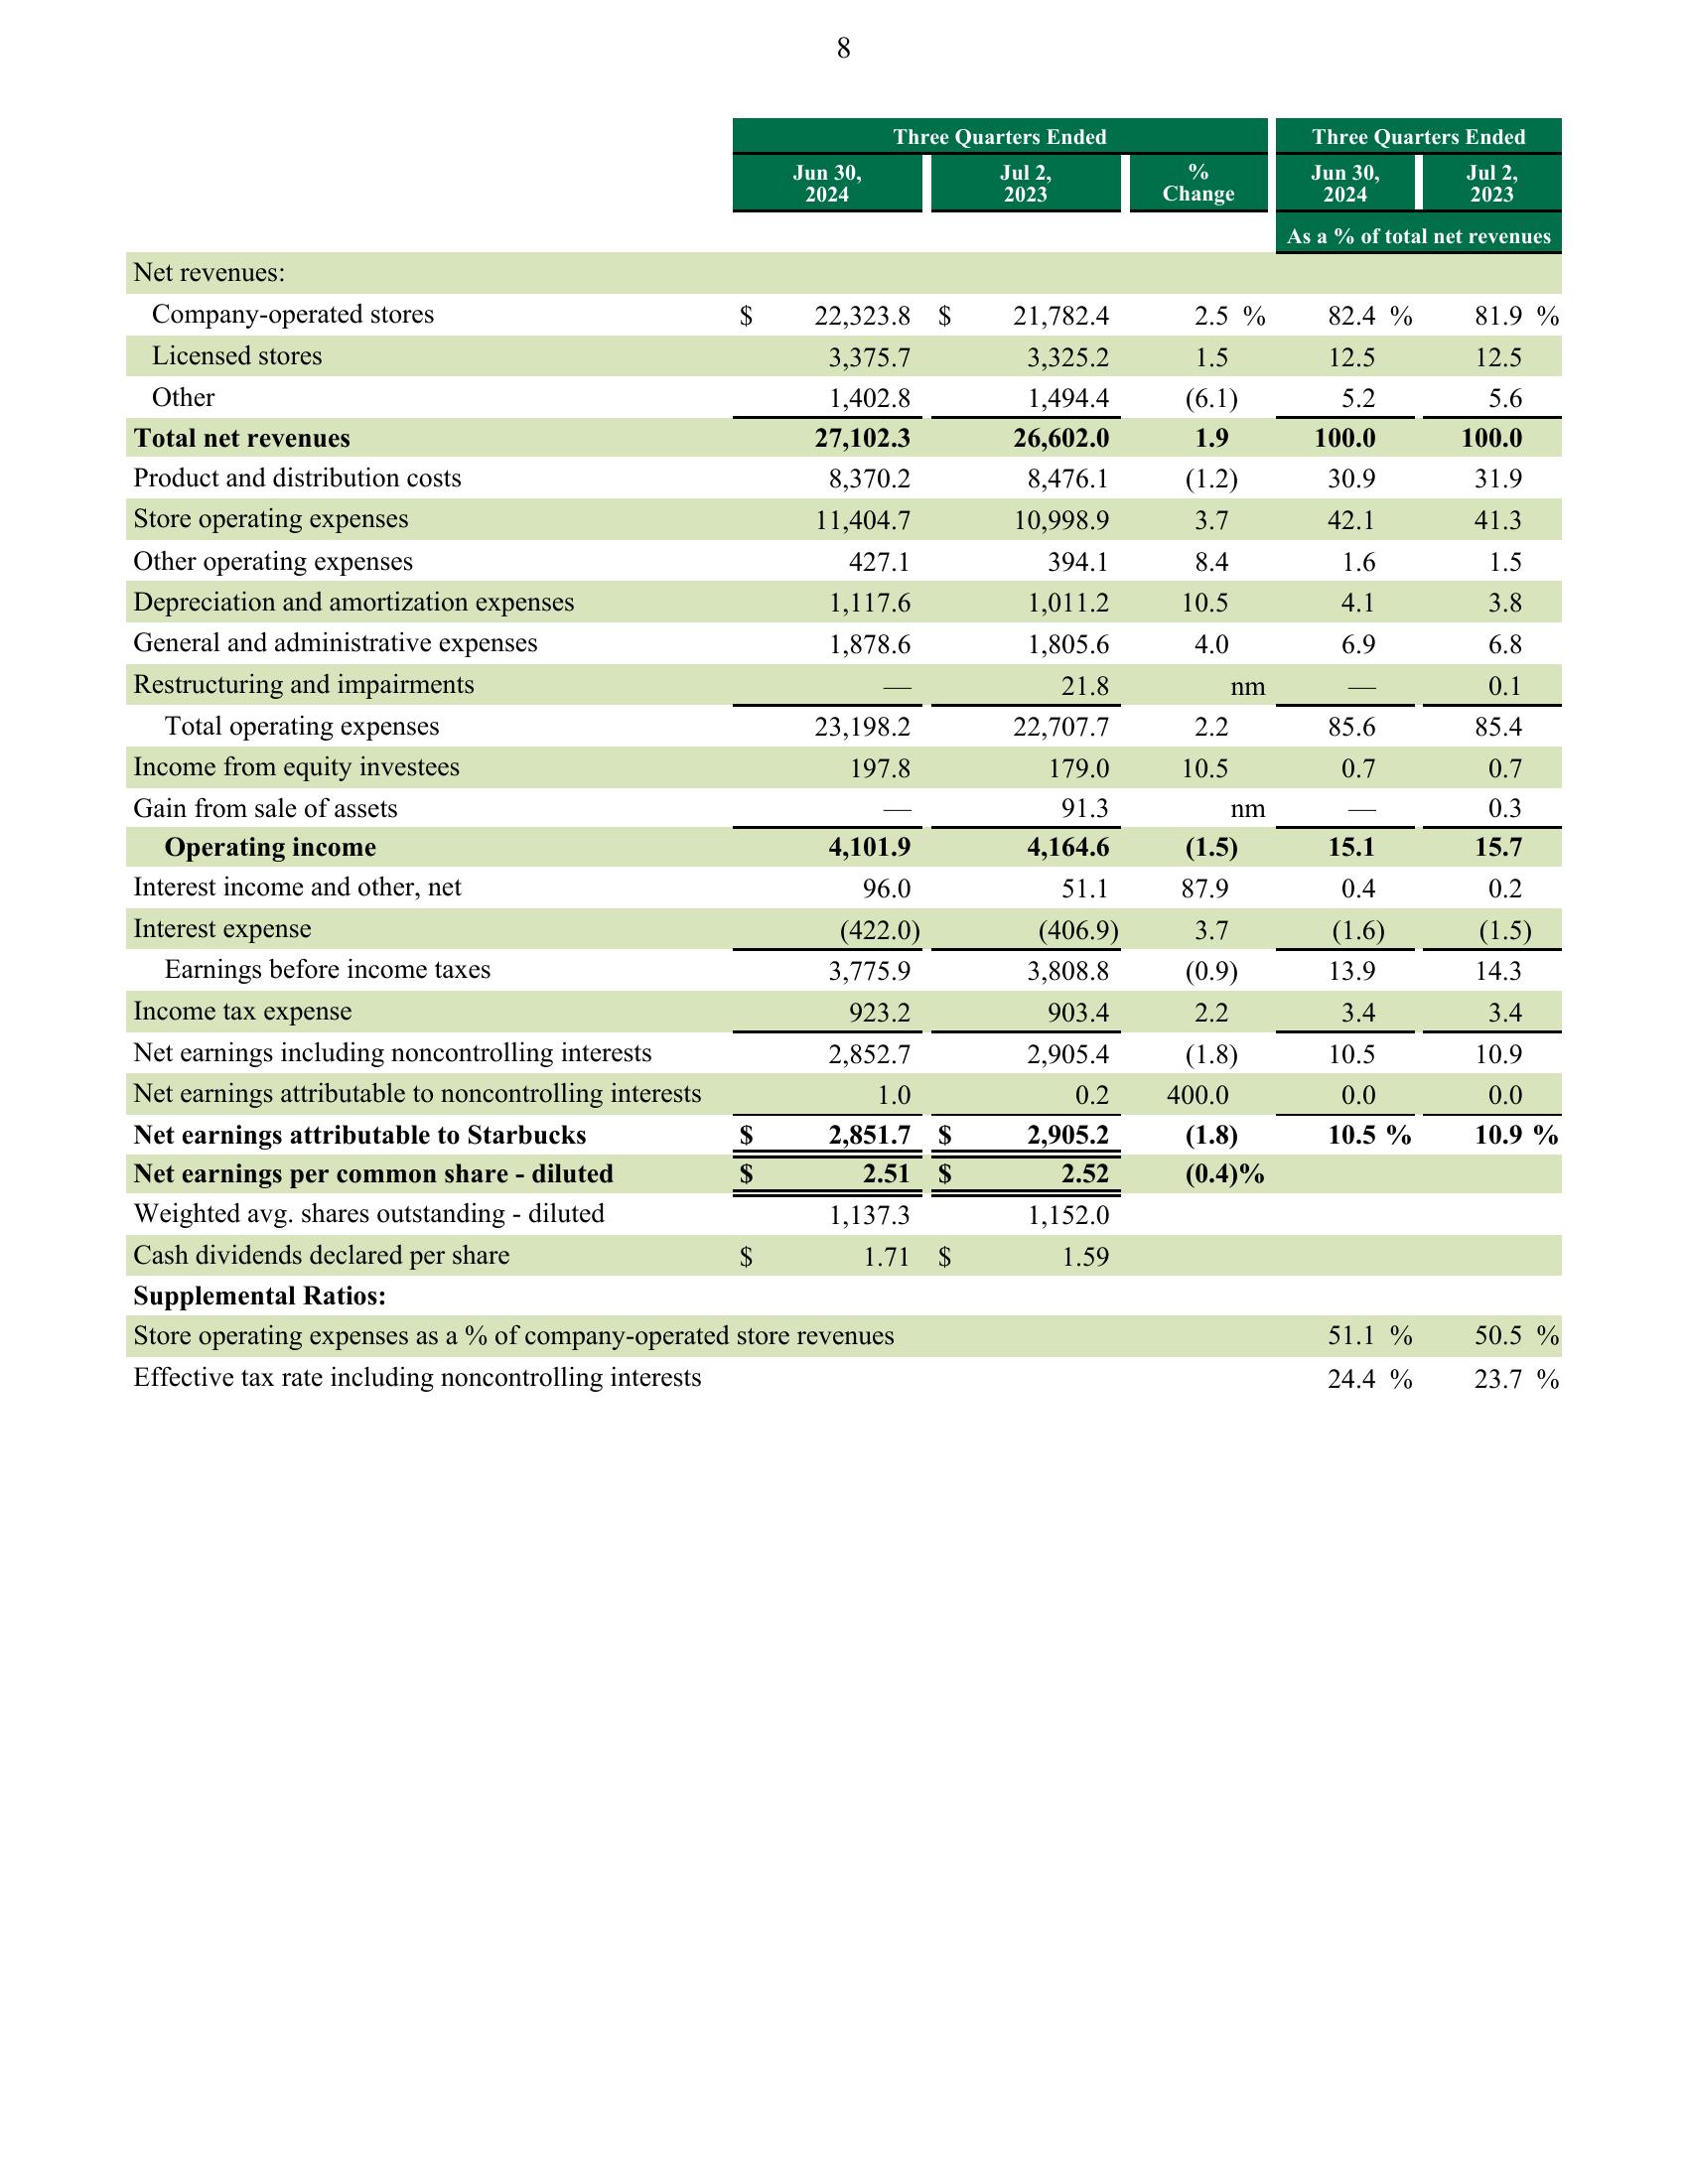 8
Three Quarters Ended Three Quarters Ended
Jun 30, 2024 Jul 2, 2023 % Change Jun 30, 2024 Jul 2, 2023
As a % of total net revenues
Net revenues:
Company-operated stores $ 22,323.8 $ 21,782.4 2.5 % 82.4 % 81.9 %
Licensed stores 3,375.7 3,325.2 1.5 12.5 12.5
Other 1,402.8 1,494.4 (6.1) 5.2 5.6
Total net revenues 27,102.3 26,602.0 1.9 100.0 100.0
Product and distribution costs 8,370.2 8,476.1 (1.2) 30.9 31.9
Store operating expenses 11,404.7 10,998.9 3.7 42.1 41.3
Other operating expenses 427.1 394.1 8.4 1.6 1.5
Depreciation and amortization expenses 1,117.6 1,011.2 10.5 4.1 3.8
General and administrative expenses 1,878.6 1,805.6 4.0 6.9 6.8
Restructuring and impairments — 21.8 nm — 0.1
Total operating expenses 23,198.2 22,707.7 2.2 85.6 85.4
Income from equity investees 197.8 179.0 10.5 0.7 0.7
Gain from sale of assets — 91.3 nm — 0.3
Operating income 4,101.9 4,164.6 (1.5) 15.1 15.7
Interest income and other, net 96.0 51.1 87.9 0.4 0.2
Interest expense (422.0) (406.9) 3.7 (1.6) (1.5)
Earnings before income taxes 3,775.9 3,808.8 (0.9) 13.9 14.3
Income tax expense 923.2 903.4 2.2 3.4 3.4
Net earnings including noncontrolling interests 2,852.7 2,905.4 (1.8) 10.5 10.9
Net earnings attributable to noncontrolling interests 1.0 0.2 400.0 0.0 0.0
Net earnings attributable to Starbucks $ 2,851.7 $ 2,905.2 (1.8) 10.5 % 10.9 %
Net earnings per common share - diluted $ 2.51 $ 2.52 (0.4)%
Weighted avg. shares outstanding - diluted 1,137.3 1,152.0
Cash dividends declared per share $ 1.71 $ 1.59
Supplemental Ratios:
Store operating expenses as a % of company-operated store revenues 51.1 % 50.5 %
Effective tax rate including noncontrolling interests 24.4 % 23.7 %